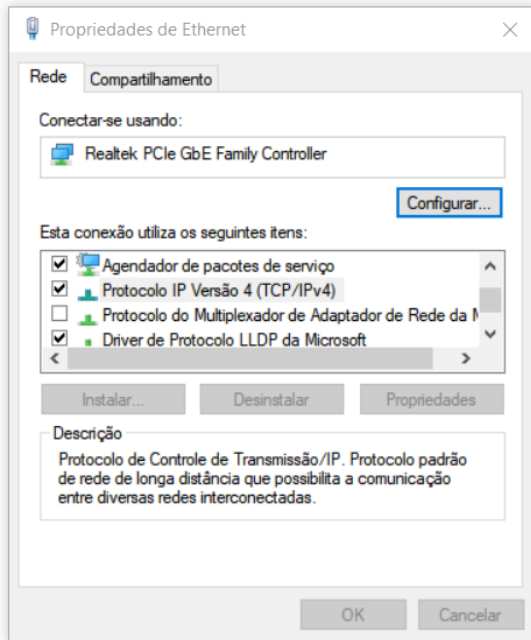 Propriedades de Ethernet
Rede
Compartilhamento
Conectar-se usando:
Realtek PCIe GbE Family Controller
Configurar...
Esta conexão utiliza os seguintes itens:
Agendador de pacotes de serviço
Protocolo IP Versão 4 (TCP/IPv4)
Protocolo do Multiplexador de Adaptador de Rede da
Driver de Protocolo LLDP da Microsoft
Instalar...
Desinstalar
Propriedades
Descrição
Protocolo de Controle de Transmissão/IP. Protocolo padrão
de rede de longa distância que possibilita a comunicação
entre diversas redes interconectadas.
OK
Cancelar